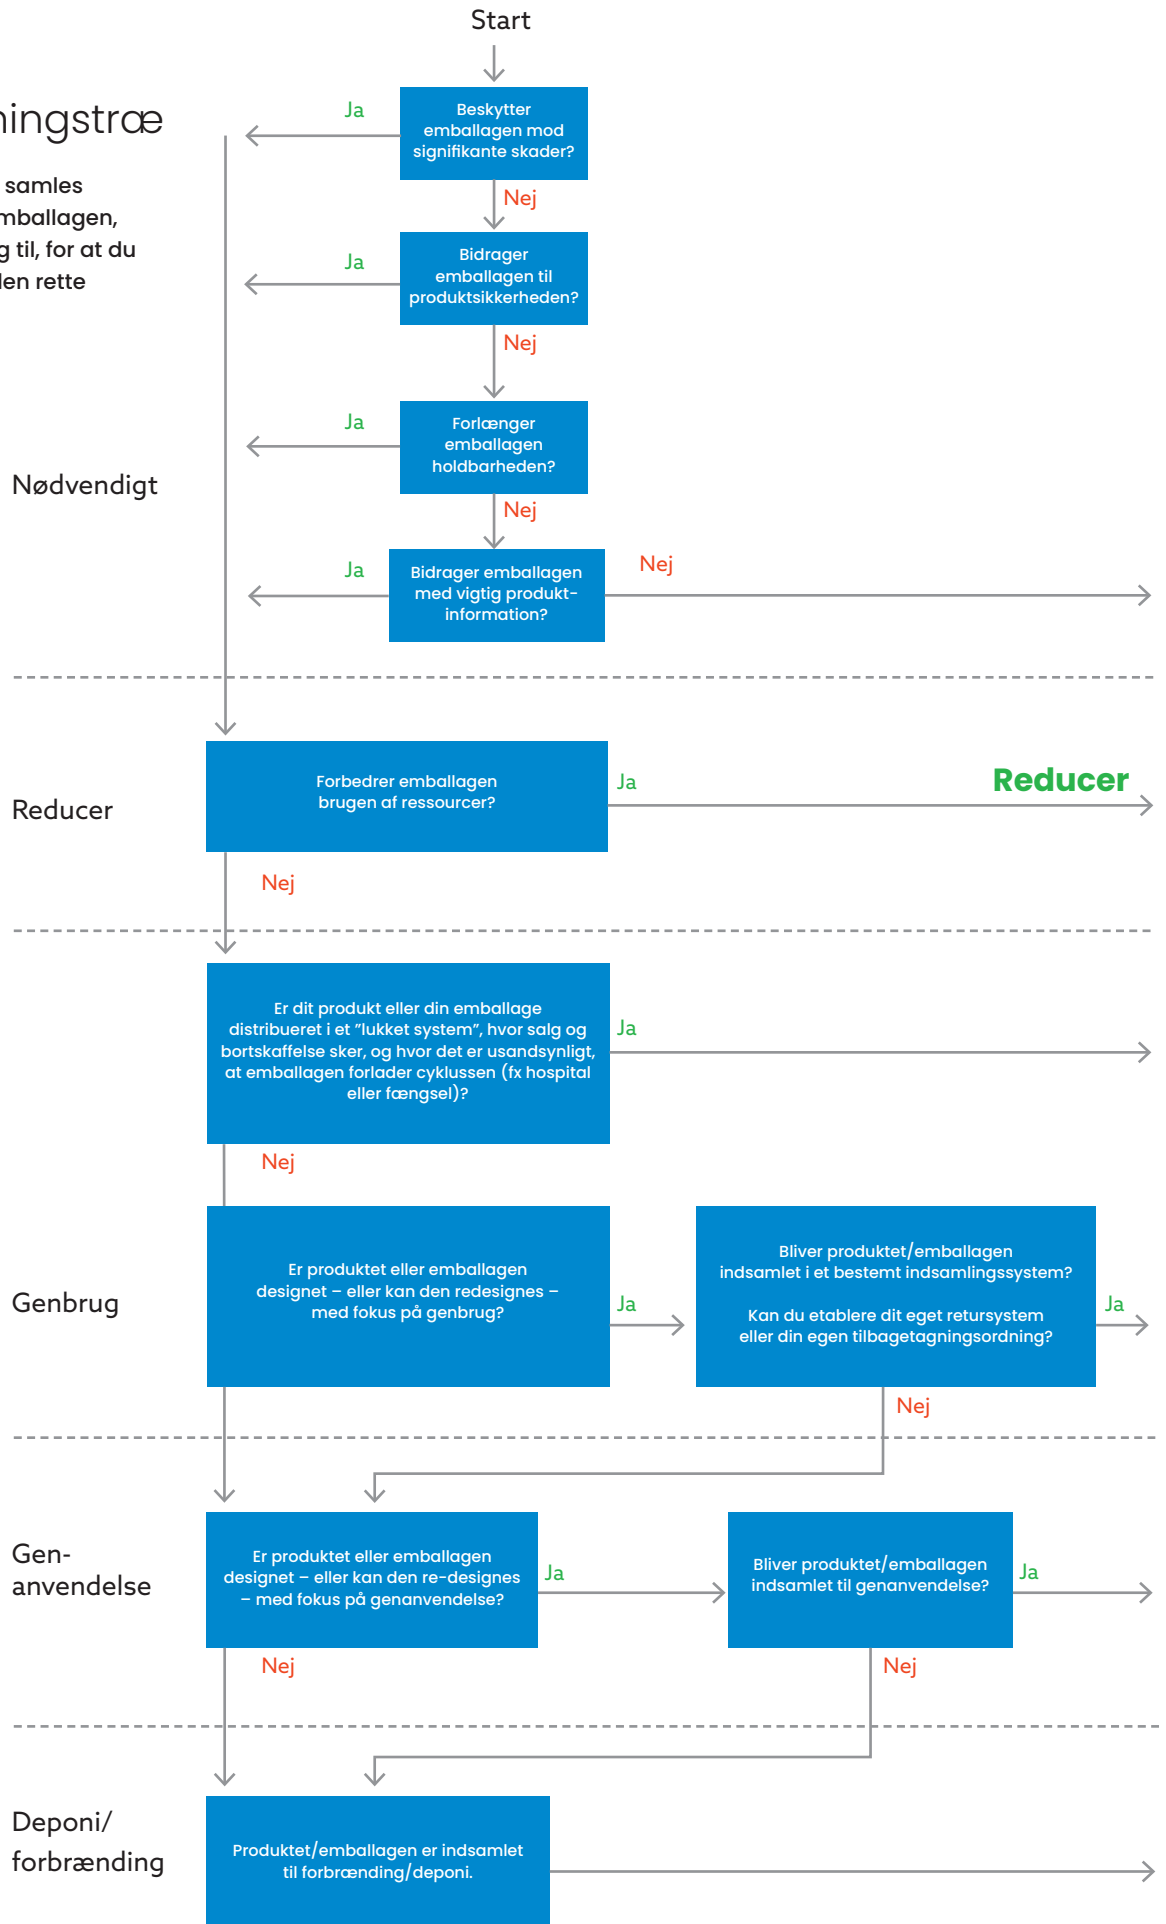 Start
ningstræ
samles
mballagen,
g til, for at du
len rette
Ja
Beskytter
emballagen mod
signifikante skader?
Nej
Ja
Bidrager
emballagen til
produktsikkerheden?
Nej
Ja
Forlænger
emballagen
holdbarheden?
Nødvendigt
Nej
Ja
Bidrager emballagen
med vigtig produkt-
information?
Nej
Reducer
Forbedrer emballagen
brugen af ressourcer?
Ja
Reducer
Nej
Er dit produkt eller din emballage
distribueret i et ”lukket system”, hvor salg og
bortskaffelse sker, og hvor det er usandsynligt,
at emballagen forlader cyklussen (fx hospital
eller fængsel)?
Ja
Nej
Genbrug
Er produktet eller emballagen
designet – eller kan den redesignes –
med fokus på genbrug?
Ja
Bliver produktet/emballagen
indsamlet i et bestemt indsamlingssystem?
Kan du etablere dit eget retursystem
eller din egen tilbagetagningsordning?
Ja
Nej
Gen-
anvendelse
Er produktet eller emballagen
designet – eller kan den re-designes
– med fokus på genanvendelse?
Ja
Bliver produktet/emballagen
indsamlet til genanvendelse?
Ja
Nej
Nej
Deponi/
forbrænding
Produktet/emballagen er indsamlet
til forbrænding/deponi.